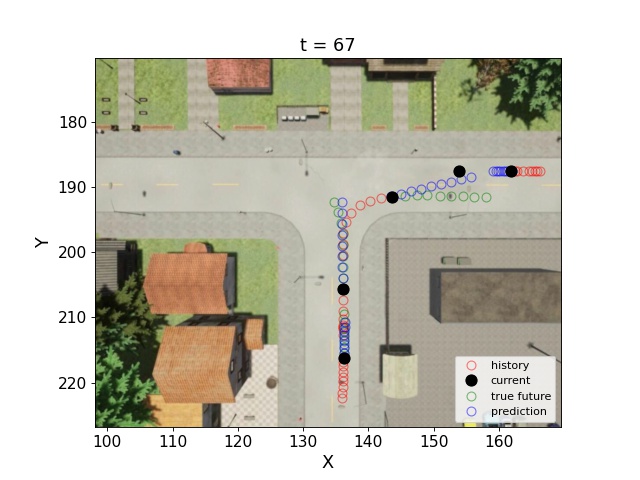 t = 67
180
190
200
210
220
Y
100
110
120
130
140
150
160
X
history
current
true future
prediction